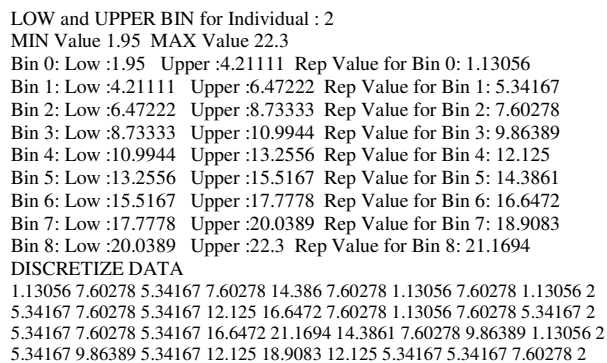 LOW and UPPER BIN for Individual : 2
MIN Value 1.95 MAX Value 22.3
Bin 0: Low :1.95 Upper :4.21111 Rep Value for Bin 0: 1.13056
Bin 1: Low :4.21111 Upper :6.47222 Rep Value for Bin 1: 5.34167
Bin 2: Low :6.47222 Upper :8.73333 Rep Value for Bin 2: 7.60278
Bin 3: Low :8.73333 Upper :10.9944 Rep Value for Bin 3: 9.86389
Bin 4: Low :10.9944 Upper :13.2556 Rep Value for Bin 4: 12.125
Bin 5: Low :13.2556 Upper :15.5167 Rep Value for Bin 5: 14.3861
Bin 6: Low :15.5167 Upper :17.7778 Rep Value for Bin 6: 16.6472
Bin 7: Low :17.7778 Upper :20.0389 Rep Value for Bin 7: 18.9083
Bin 8: Low :20.0389 Upper :22.3 Rep Value for Bin 8: 21.1694
DISCRETIZE DATA
1.13056 7.60278 5.34167 7.60278 14.386 7.60278 1.13056 7.60278 1.13056 2
5.34167 7.60278 5.34167 12.125 16.6472 7.60278 1.13056 7.60278 5.34167 2
5.34167 7.60278 5.34167 16.6472 21.1694 14.3861 7.60278 9.86389 1.13056 2
5.34167 9.86389 5.34167 12.125 18.9083 12.125 5.34167 5.34167 7.60278 2